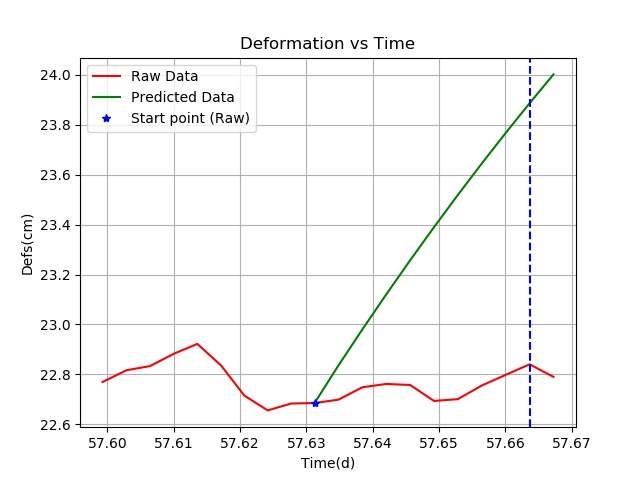 Deformation vs Time
Raw Data
Predicted Data
Start point (Raw)
24.0
23.8
23.6
23.4
23.2
23.0
22.8
22.6
Defs(cm)
57.60 57.61 57.62 57.63 57.64 57.65 57.66 57.67
Time(d)